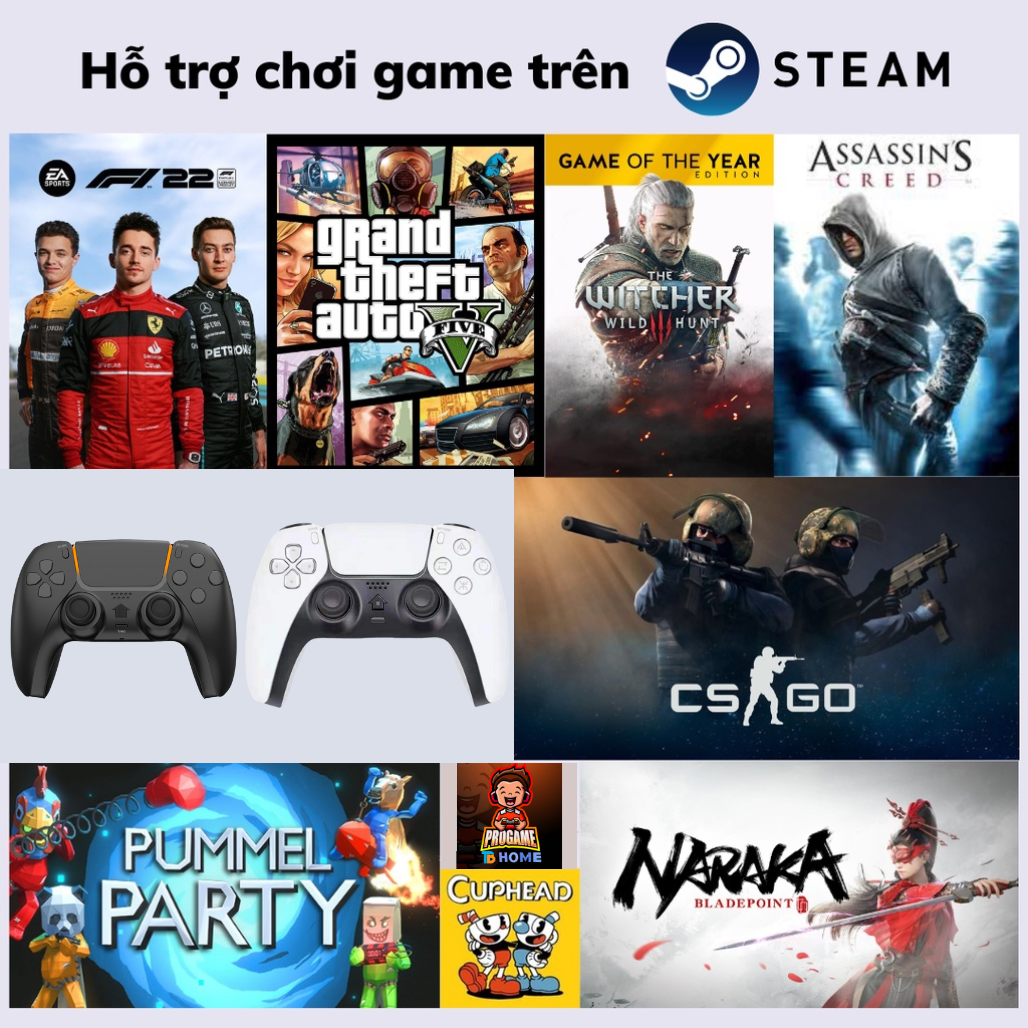 Hỗ trợ chơi game trên STEAM
EA
SPORTS
F1 22
grand
theft
auto
V
FIVE
GAME OF THE YEAR
EDITION
THE
WITCHER
WILD HUNT
III
ASSASSIN'S
CREED
PETRONAS
CS GO
PUMMEL
PARTY
PROGAME
HOME
CUPHEAD
NARAKA
BLADEPOINT